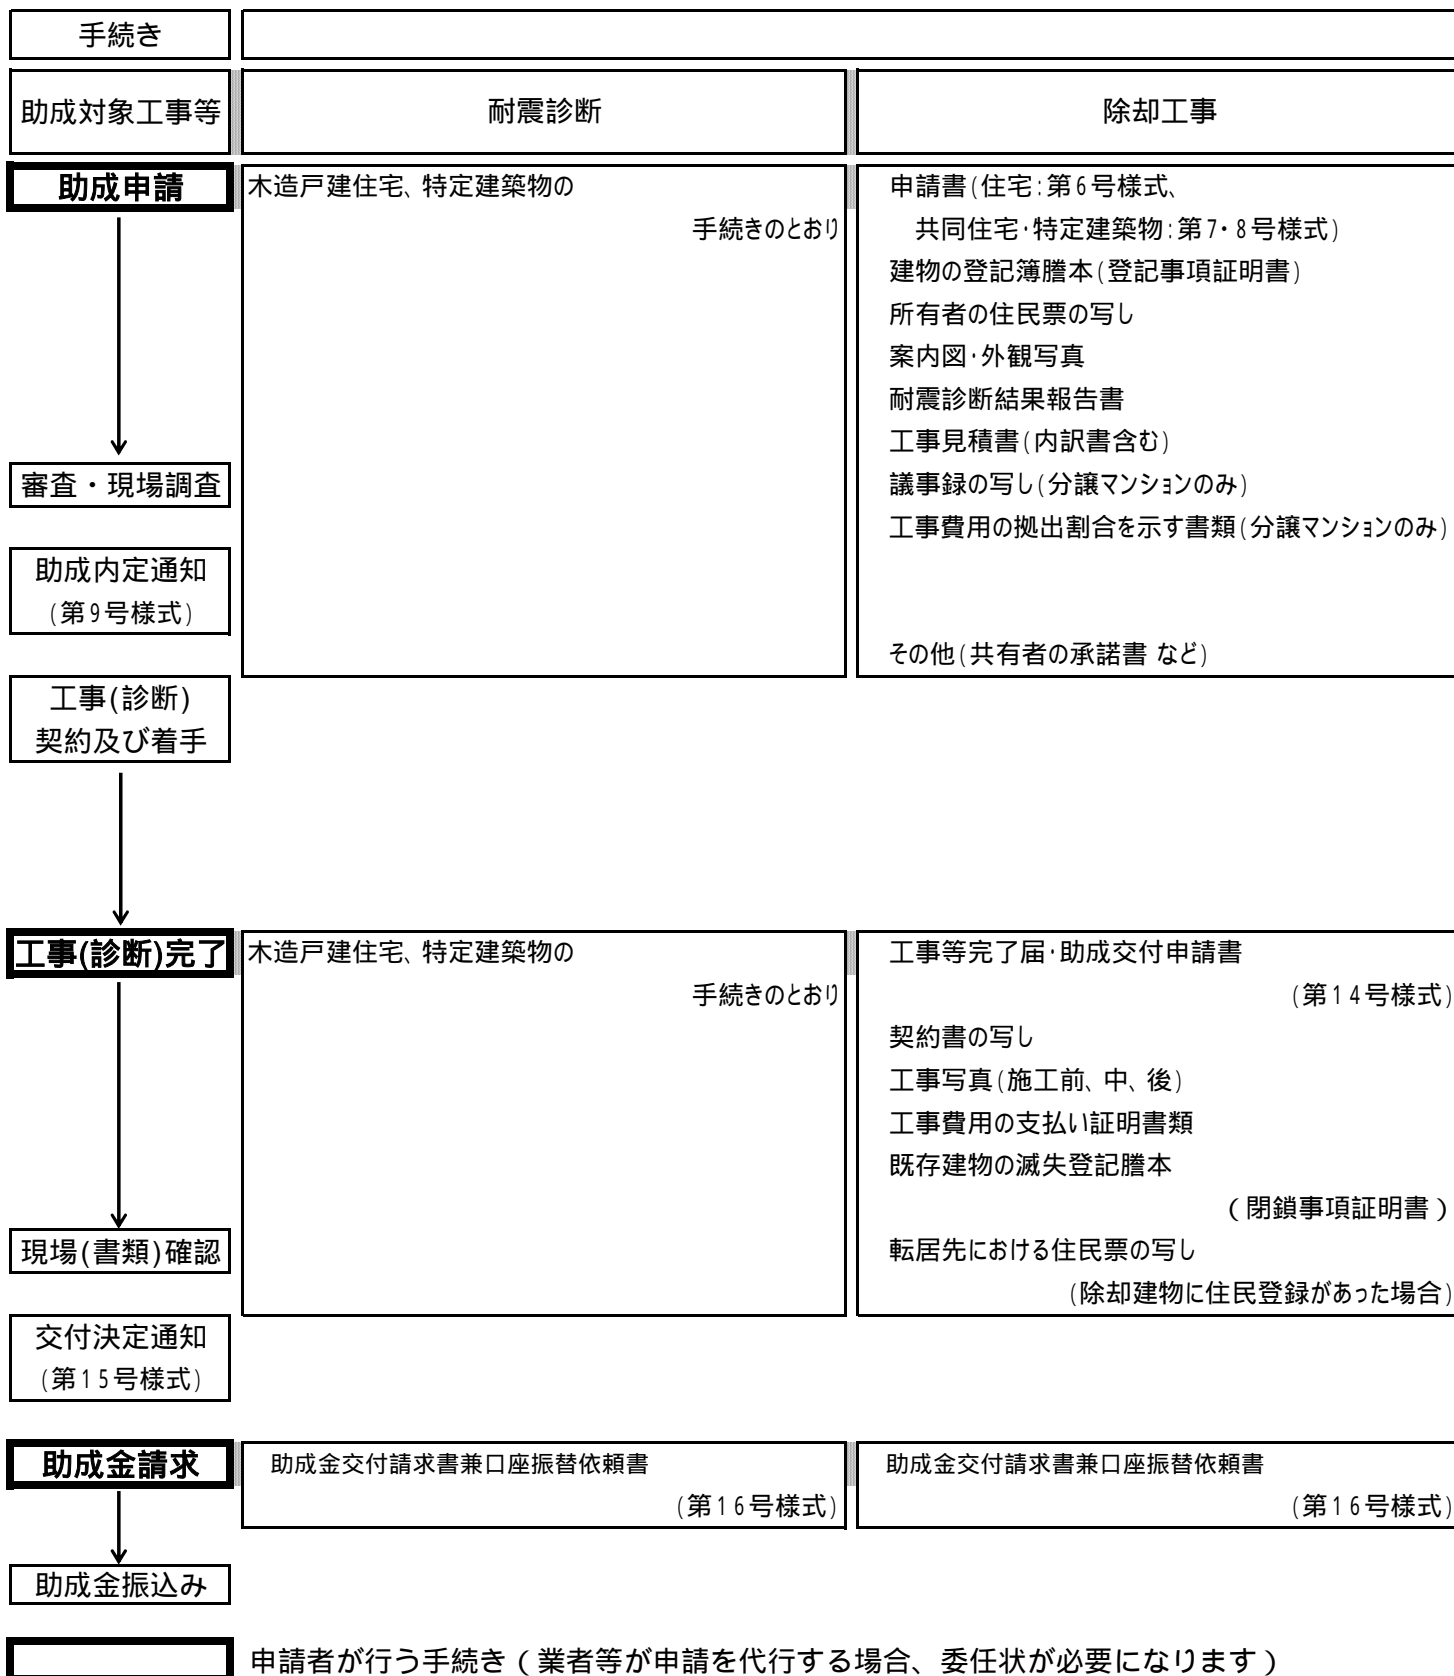 手続き
助成対象工事等
耐震診断
除却工事
助成申請
木造戸建住宅、特定建築物の
手続きのとおり
申請書(住宅:第6号様式、
共同住宅・特定建築物:第7・8号様式)
建物の登記簿謄本(登記事項証明書)
所有者の住民票の写し
案内図・外観写真
耐震診断結果報告書
工事見積書(内訳書含む)
議事録の写し(分譲マンションのみ)
工事費用の拠出割合を示す書類(分譲マンションのみ)
その他(共有者の承諾書 など)
審査・現場調査
助成内定通知
(第9号様式)
工事(診断)
契約及び着手
工事(診断)完了
木造戸建住宅、特定建築物の
手続きのとおり
工事等完了届・助成交付申請書
(第14号様式)
契約書の写し
工事写真(施工前、中、後)
工事費用の支払い証明書類
既存建物の滅失登記謄本
(閉鎖事項証明書)
転居先における住民票の写し
(除却建物に住民登録があった場合)
現場(書類)確認
交付決定通知
(第15号様式)
助成金請求
助成金交付請求書兼口座振替依頼書
(第16号様式)
助成金交付請求書兼口座振替依頼書
(第16号様式)
助成金振込み
申請者が行う手続き(業者等が申請を代行する場合、委任状が必要になります)